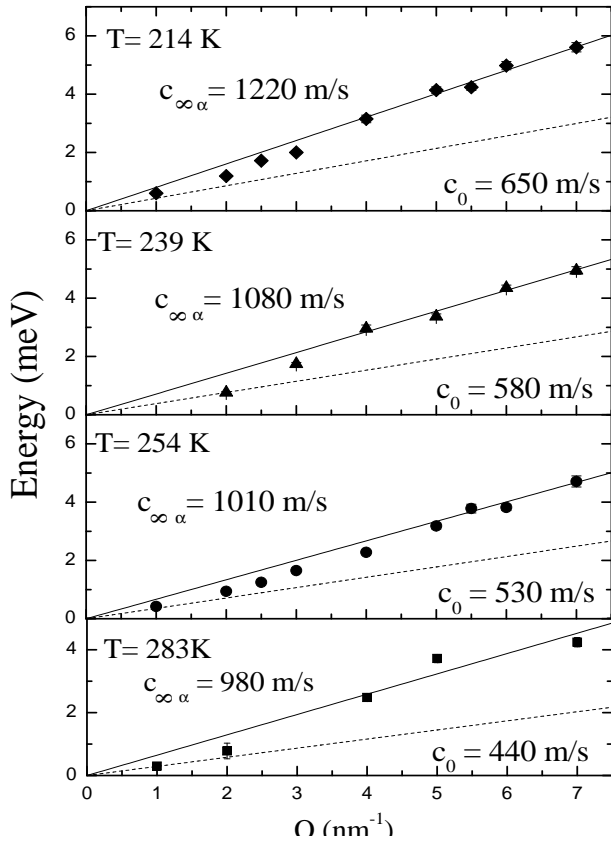 T= 214 K
c∞α = 1220 m/s
c0 = 650 m/s
6
4
2
0
T= 239 K
c∞α = 1080 m/s
c0 = 580 m/s
6
4
2
0
Energy (meV)
T= 254 K
c∞α = 1010 m/s
c0 = 530 m/s
6
4
2
0
T= 283K
c∞α = 980 m/s
c0 = 440 m/s
4
2
0
0 1 2 3 4 5 6 7
Q (nm-1)